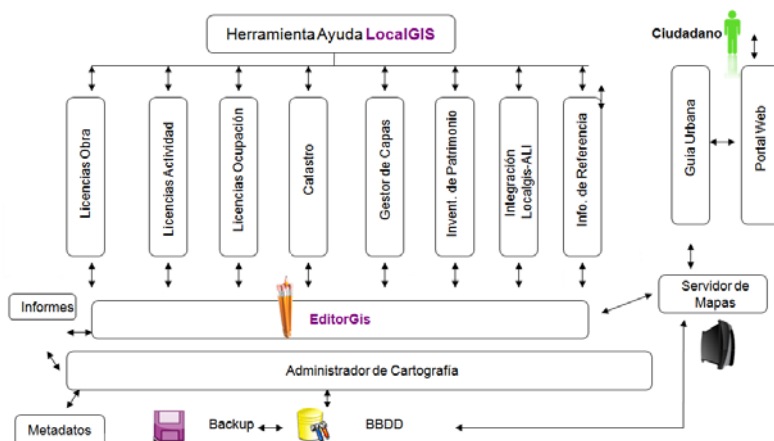 Herramienta Ayuda LocalGIS
Ciudadano
Licencias Obra
Licencias Actividad
Licencias Ocupación
Catastro
Gestor de Capas
Invent. de Patrimonio
Integración
Localgis-ALI
Info. de Referencia
Guia Urbana
Portal Web
Informes
EditorGis
Servidor de
Mapas
Administrador de Cartografía
Metadatos
Backup
BBDD